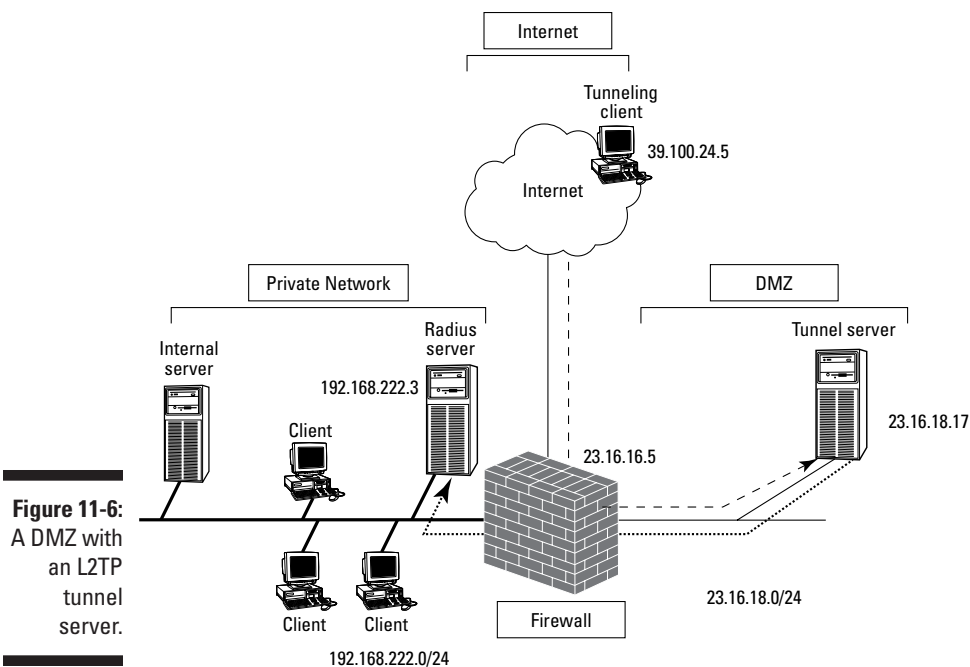 Internet
Tunneling
client
39.100.24.5
Internet
Private Network
DMZ
Internal
server
Radius
server
Tunnel server
192.168.222.3
Client
23.16.16.5
23.16.18.17
Figure 11-6:
A DMZ with
an L2TP
tunnel
server.
Client
Client
Firewall
23.16.18.0/24
192.168.222.0/24